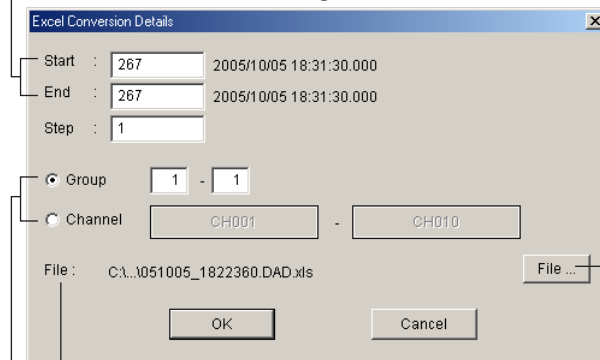 Excel Conversion Details
Start : 267 2005/10/05 18:31:30.000
End : 267 2005/10/05 18:31:30.000
Step : 1
Group 1 - 1
Channel CH001 - CH010
File : C:\...\051005_1822360.DAD.xls File ...
OK Cancel